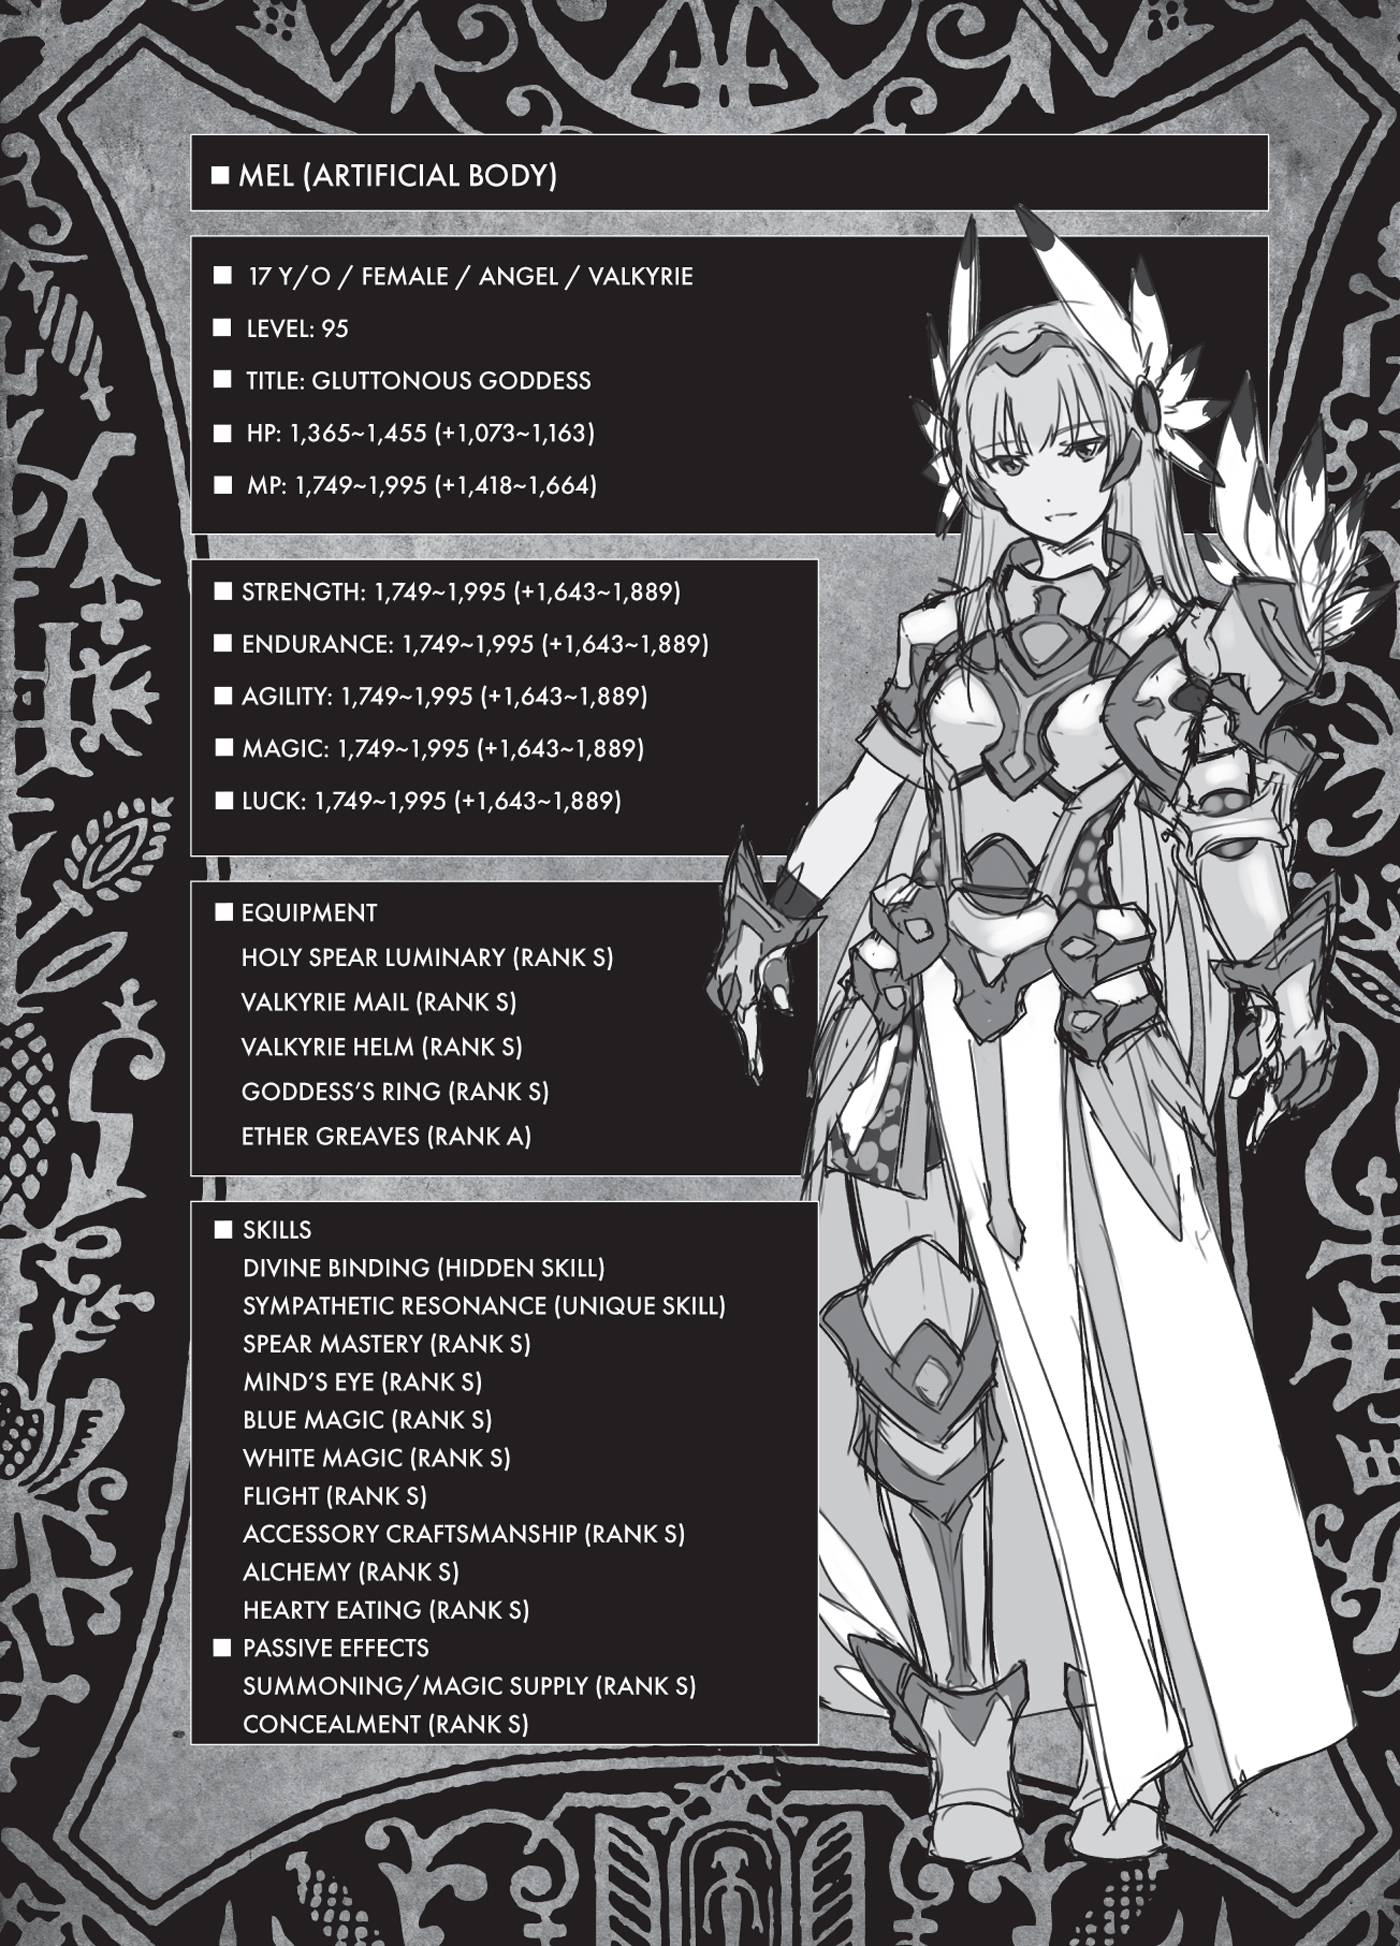 ■ MEL (ARTIFICIAL BODY)
■ 17 Y/O / FEMALE / ANGEL / VALKYRIE
■ LEVEL: 95
■ TITLE: GLUTTONOUS GODDESS
■ HP: 1,365~1,455 (+1,073~1,163)
■ MP: 1,749~1,995 (+1,418~1,664)
■ STRENGTH: 1,749~1,995 (+1,643~1,889)
■ ENDURANCE: 1,749~1,995 (+1,643~1,889)
■ AGILITY: 1,749~1,995 (+1,643~1,889)
■ MAGIC: 1,749~1,995 (+1,643~1,889)
■ LUCK: 1,749~1,995 (+1,643~1,889)
■ EQUIPMENT
HOLY SPEAR LUMINARY (RANK S)
VALKYRIE MAIL (RANK S)
VALKYRIE HELM (RANK S)
GODDESS'S RING (RANK S)
ETHER GREAVES (RANK A)
■ SKILLS
DIVINE BINDING (HIDDEN SKILL)
SYMPATHETIC RESONANCE (UNIQUE SKILL)
SPEAR MASTERY (RANK S)
MIND'S EYE (RANK S)
BLUE MAGIC (RANK S)
WHITE MAGIC (RANK S)
FLIGHT (RANK S)
ACCESSORY CRAFTSMANSHIP (RANK S)
ALCHEMY (RANK S)
HEARTY EATING (RANK S)
■ PASSIVE EFFECTS
SUMMONING/MAGIC SUPPLY (RANK S)
CONCEALMENT (RANK S)